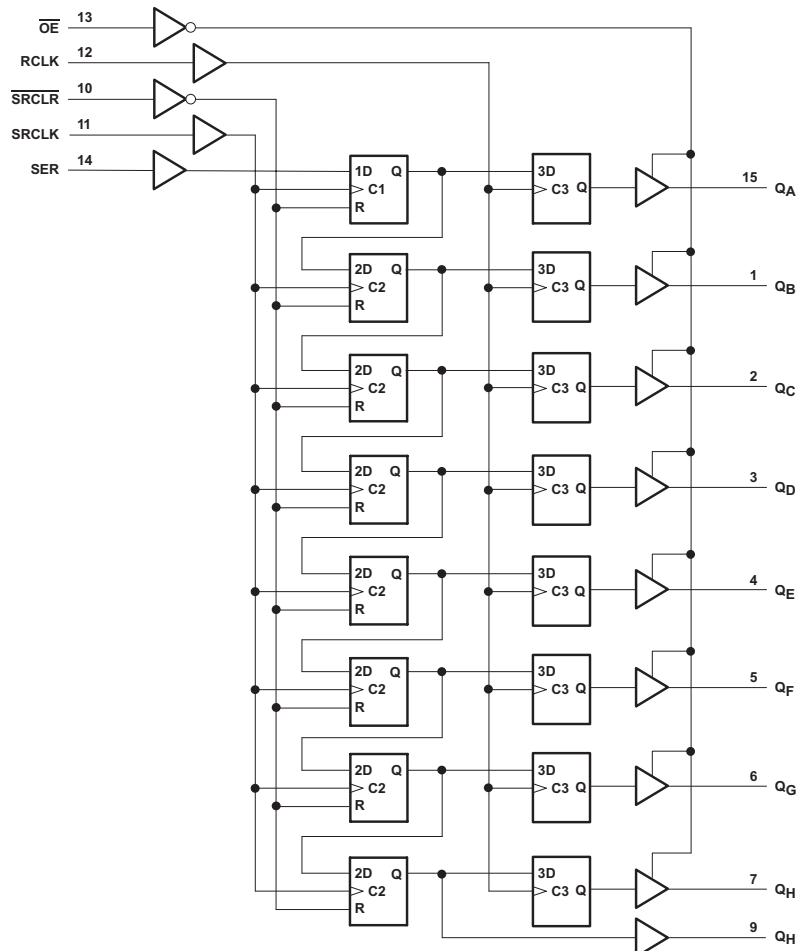 OE 13
RCLK 12
SRCLR 10
SRCLK 11
SER 14
1D Q 3D
C1 C3 Q 15 QA
R
2D Q 3D
C2 C3 Q 1 QB
R
2D Q 3D
C2 C3 Q 2 QC
R
2D Q 3D
C2 C3 Q 3 QD
R
2D Q 3D
C2 C3 Q 4 QE
R
2D Q 3D
C2 C3 Q 5 QF
R
2D Q 3D
C2 C3 Q 6 QG
R
2D Q 3D
C2 C3 Q 7 QH
R
9 QH